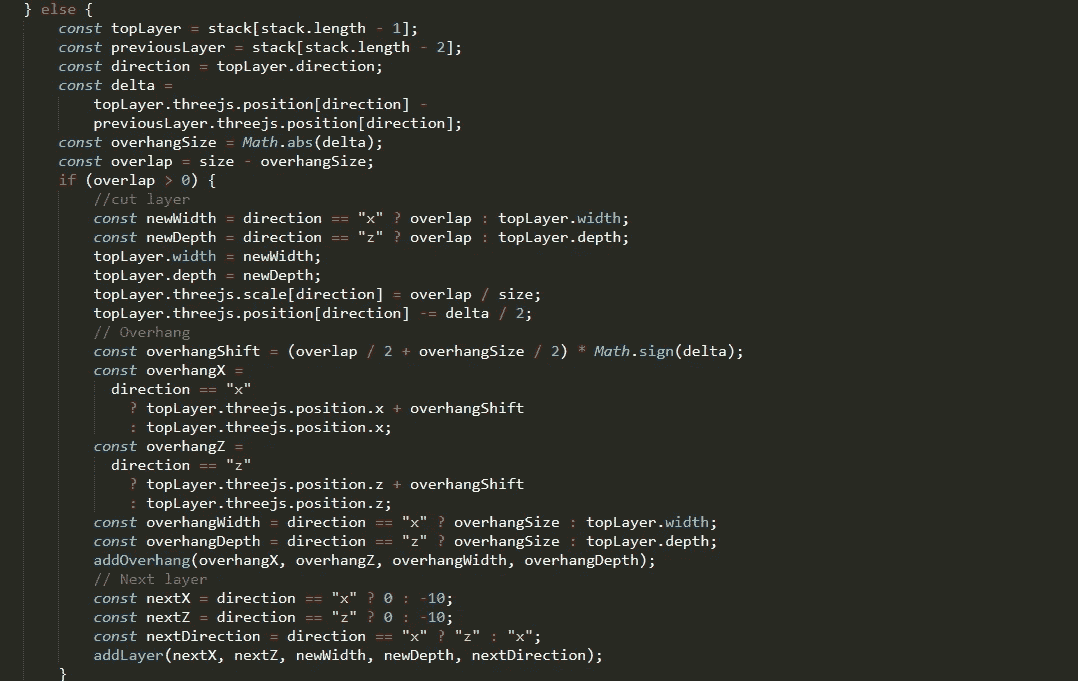 } else {
const topLayer = stack[stack.length - 1];
const previousLayer = stack[stack.length - 2];
const direction = topLayer.direction;
const delta =
topLayer.threejs.position[direction] -
previousLayer.threejs.position[direction];
const overhangSize = Math.abs(delta);
const overlap = size - overhangSize;
if (overlap > 0) {
//cut layer
const newWidth = direction == "x" ? overlap : topLayer.width;
const newDepth = direction == "z" ? overlap : topLayer.depth;
topLayer.width = newWidth;
topLayer.depth = newDepth;
topLayer.threejs.scale[direction] = overlap / size;
topLayer.threejs.position[direction] -= delta / 2;
// Overhang
const overhangShift = (overlap / 2 + overhangSize / 2) * Math.sign(delta);
const overhangX =
direction == "x"
? topLayer.threejs.position.x + overhangShift
: topLayer.threejs.position.x;
const overhangZ =
direction == "z"
? topLayer.threejs.position.z + overhangShift
: topLayer.threejs.position.z;
const overhangWidth = direction == "x" ? overhangSize : topLayer.width;
const overhangDepth = direction == "z" ? overhangSize : topLayer.depth;
addOverhang(overhangX, overhangZ, overhangWidth, overhangDepth);
// Next layer
const nextX = direction == "x" ? 0 : -10;
const nextZ = direction == "z" ? 0 : -10;
const nextDirection = direction == "x" ? "z" : "x";
addLayer(nextX, nextZ, newWidth, newDepth, nextDirection);
}